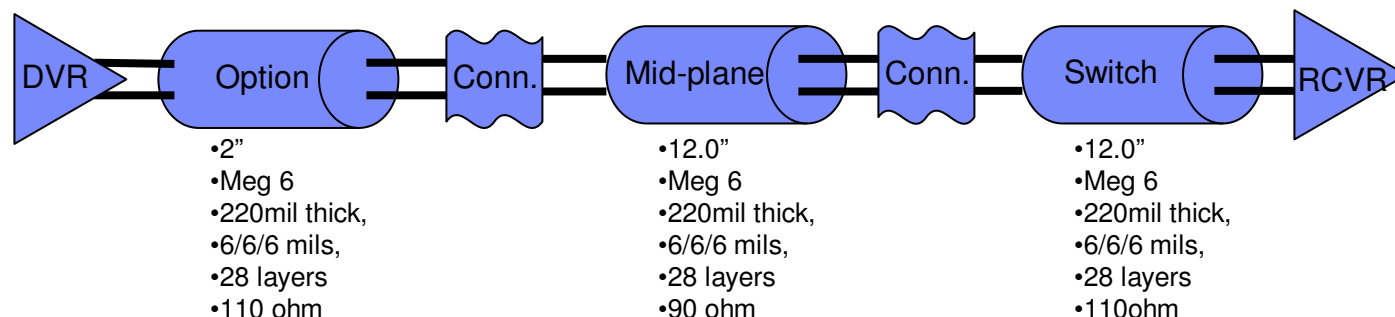 DVR
Option
Conn.
Mid-plane
Conn.
Switch
RCVR
•2”
•Meg 6
•220mil thick,
•6/6/6 mils,
•28 layers
•110 ohm
•12.0”
•Meg 6
•220mil thick,
•6/6/6 mils,
•28 layers
•90 ohm
•12.0”
•Meg 6
•220mil thick,
•6/6/6 mils,
•28 layers
•110ohm